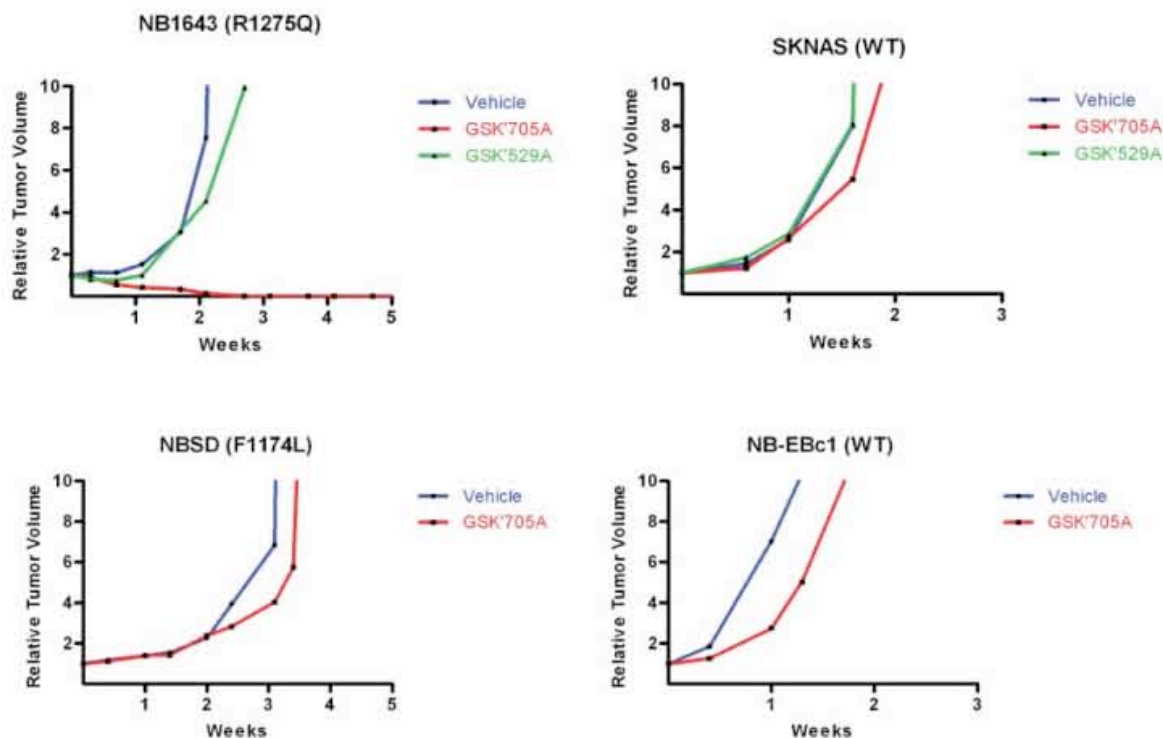 NB1643 (R1275Q)
Relative Tumor Volume
10
8
6
4
2
1
2
3
4
5
Weeks
Vehicle
GSK'705A
GSK'529A
SKNAS (WT)
Relative Tumor Volume
10
8
6
4
2
1
2
3
Weeks
Vehicle
GSK'705A
GSK'529A
NBSD (F1174L)
Relative Tumor Volume
10
8
6
4
2
1
2
3
4
5
Weeks
Vehicle
GSK'705A
NB-EBc1 (WT)
Relative Tumor Volume
10
8
6
4
2
1
2
3
Weeks
Vehicle
GSK'705A